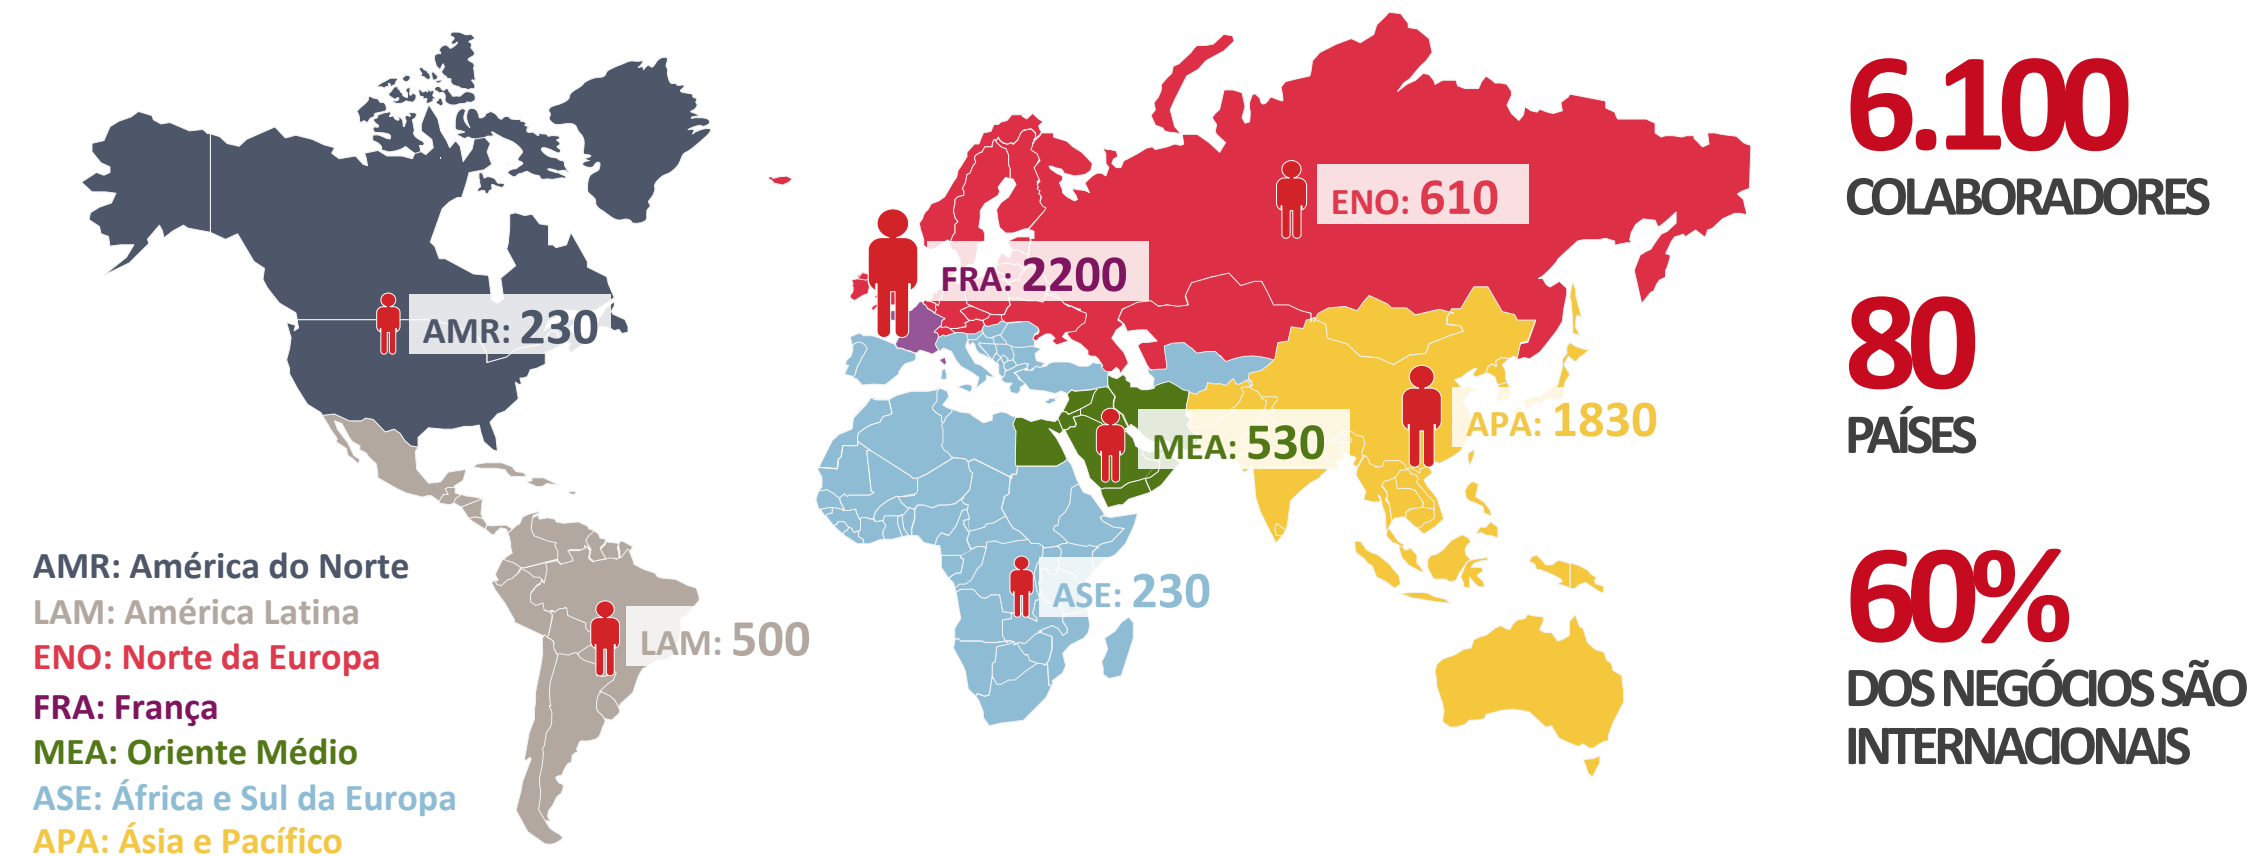 6.100
COLABORADORES
80
PAÍSES
60%
DOS NEGÓCIOS SÃO
INTERNACIONAIS
ENO: 610
FRA: 2200
AMR: 230
APA: 1830
MEA: 530
ASE: 230
LAM: 500
AMR: América do Norte
LAM: América Latina
ENO: Norte da Europa
FRA: França
MEA: Oriente Médio
ASE: África e Sul da Europa
APA: Ásia e Pacífico